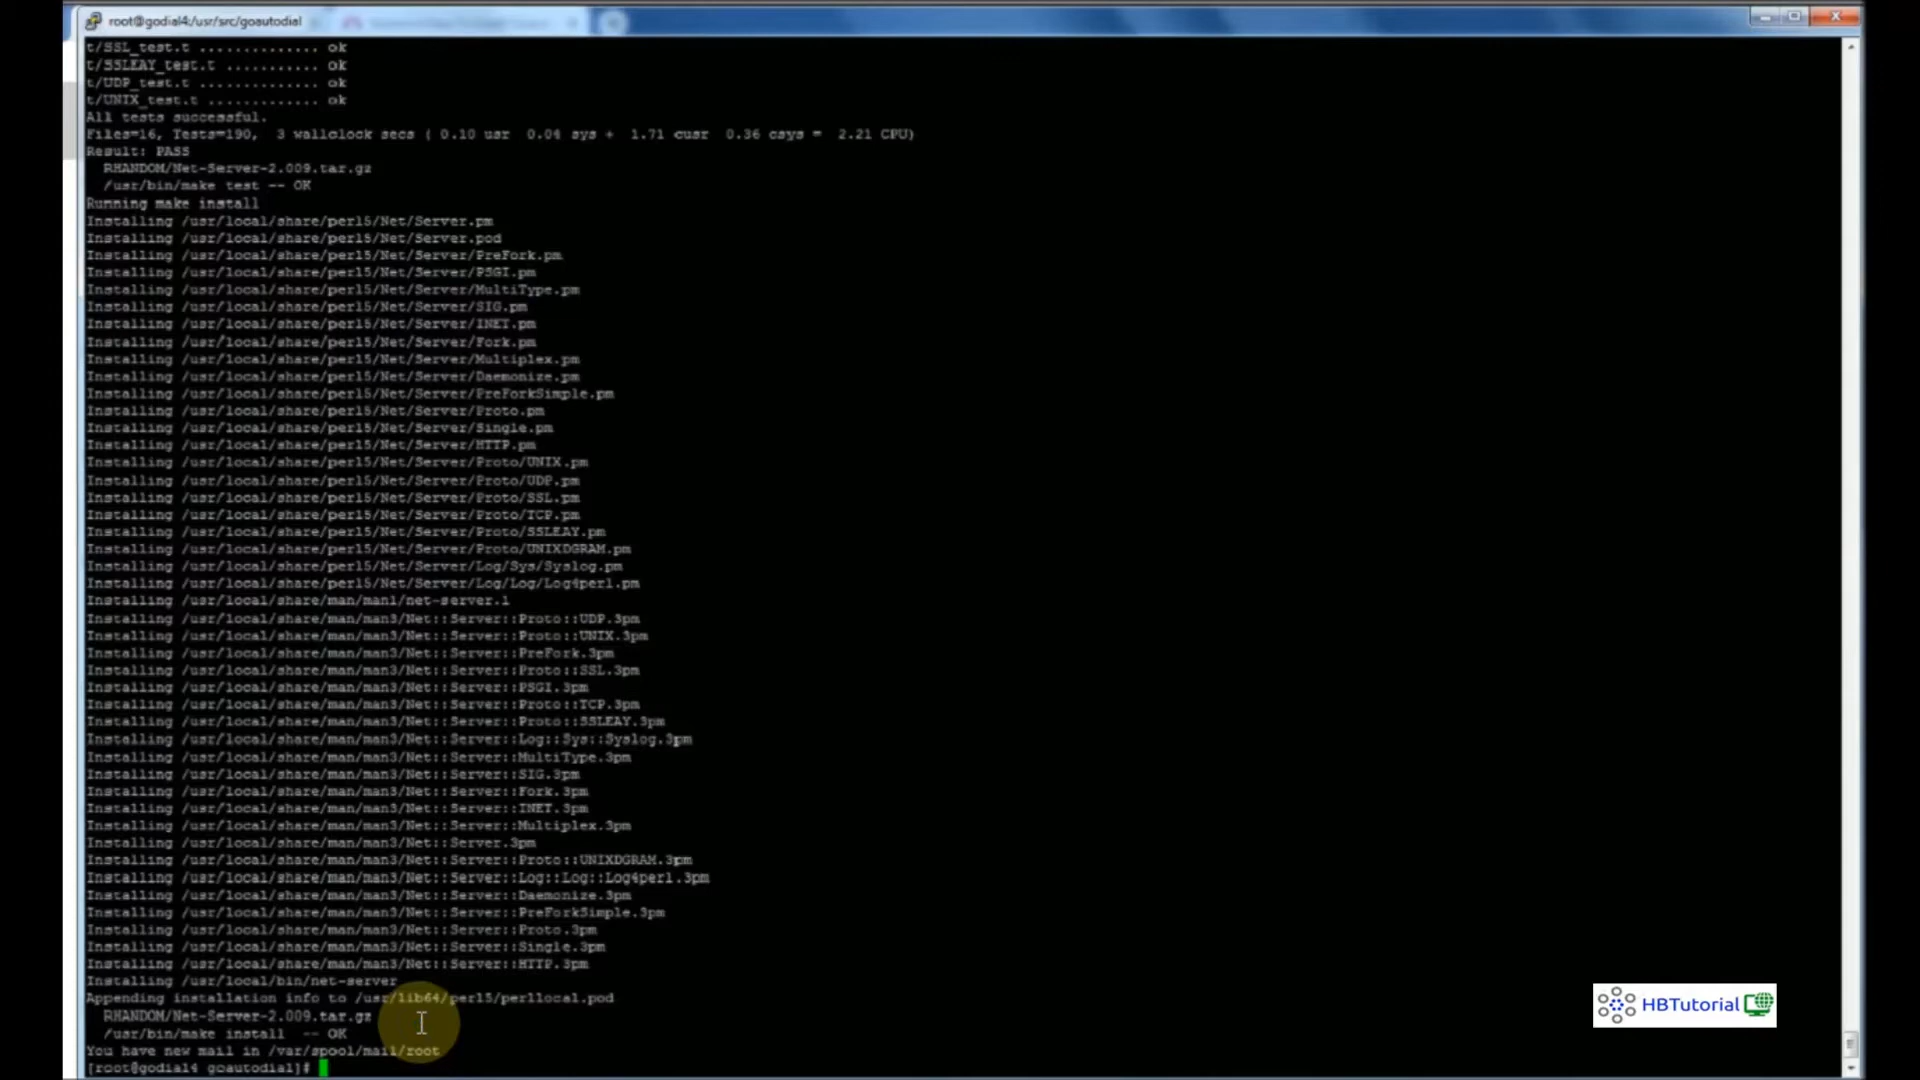 root@godial4:/usr/src/goautodial
t/SSL_test.t .............. ok
t/SSLEAY_test.t ........... ok
t/UDP_test.t .............. ok
t/UNIX_test.t ............. ok
All tests successful.
Files=16, Tests=190,  3 wallclock secs ( 0.10 usr  0.04 sys +  1.71 cusr  0.36 csys =  2.21 CPU)
Result: PASS
  RHANDOM/Net-Server-2.009.tar.gz
  /usr/bin/make test -- OK
Running make install
Installing /usr/local/share/perl5/Net/Server.pm
Installing /usr/local/share/perl5/Net/Server.pod
Installing /usr/local/share/perl5/Net/Server/PreFork.pm
Installing /usr/local/share/perl5/Net/Server/PSGI.pm
Installing /usr/local/share/perl5/Net/Server/MultiType.pm
Installing /usr/local/share/perl5/Net/Server/SIG.pm
Installing /usr/local/share/perl5/Net/Server/INET.pm
Installing /usr/local/share/perl5/Net/Server/Fork.pm
Installing /usr/local/share/perl5/Net/Server/Multiplex.pm
Installing /usr/local/share/perl5/Net/Server/Daemonize.pm
Installing /usr/local/share/perl5/Net/Server/PreForkSimple.pm
Installing /usr/local/share/perl5/Net/Server/Proto.pm
Installing /usr/local/share/perl5/Net/Server/Single.pm
Installing /usr/local/share/perl5/Net/Server/HTTP.pm
Installing /usr/local/share/perl5/Net/Server/Proto/UNIX.pm
Installing /usr/local/share/perl5/Net/Server/Proto/UDP.pm
Installing /usr/local/share/perl5/Net/Server/Proto/SSL.pm
Installing /usr/local/share/perl5/Net/Server/Proto/TCP.pm
Installing /usr/local/share/perl5/Net/Server/Proto/SSLEAY.pm
Installing /usr/local/share/perl5/Net/Server/Proto/UNIXDGRAM.pm
Installing /usr/local/share/perl5/Net/Server/Log/Sys/Syslog.pm
Installing /usr/local/share/perl5/Net/Server/Log/Log/Log4perl.pm
Installing /usr/local/share/man/man1/net-server.1
Installing /usr/local/share/man/man3/Net::Server::Proto::UDP.3pm
Installing /usr/local/share/man/man3/Net::Server::Proto::UNIX.3pm
Installing /usr/local/share/man/man3/Net::Server::PreFork.3pm
Installing /usr/local/share/man/man3/Net::Server::Proto::SSL.3pm
Installing /usr/local/share/man/man3/Net::Server::PSGI.3pm
Installing /usr/local/share/man/man3/Net::Server::Proto::TCP.3pm
Installing /usr/local/share/man/man3/Net::Server::Proto::SSLEAY.3pm
Installing /usr/local/share/man/man3/Net::Server::Log::Sys::Syslog.3pm
Installing /usr/local/share/man/man3/Net::Server::MultiType.3pm
Installing /usr/local/share/man/man3/Net::Server::SIG.3pm
Installing /usr/local/share/man/man3/Net::Server::Fork.3pm
Installing /usr/local/share/man/man3/Net::Server::INET.3pm
Installing /usr/local/share/man/man3/Net::Server::Multiplex.3pm
Installing /usr/local/share/man/man3/Net::Server.3pm
Installing /usr/local/share/man/man3/Net::Server::Proto::UNIXDGRAM.3pm
Installing /usr/local/share/man/man3/Net::Server::Log::Log::Log4perl.3pm
Installing /usr/local/share/man/man3/Net::Server::Daemonize.3pm
Installing /usr/local/share/man/man3/Net::Server::PreForkSimple.3pm
Installing /usr/local/share/man/man3/Net::Server::Proto.3pm
Installing /usr/local/share/man/man3/Net::Server::Single.3pm
Installing /usr/local/share/man/man3/Net::Server::HTTP.3pm
Installing /usr/local/bin/net-server
Appending installation info to /usr/lib64/perl5/perllocal.pod
  RHANDOM/Net-Server-2.009.tar.gz
  /usr/bin/make install  -- OK
You have new mail in /var/spool/mail/root
[root@godial4 goautodial]#
HBTutorial